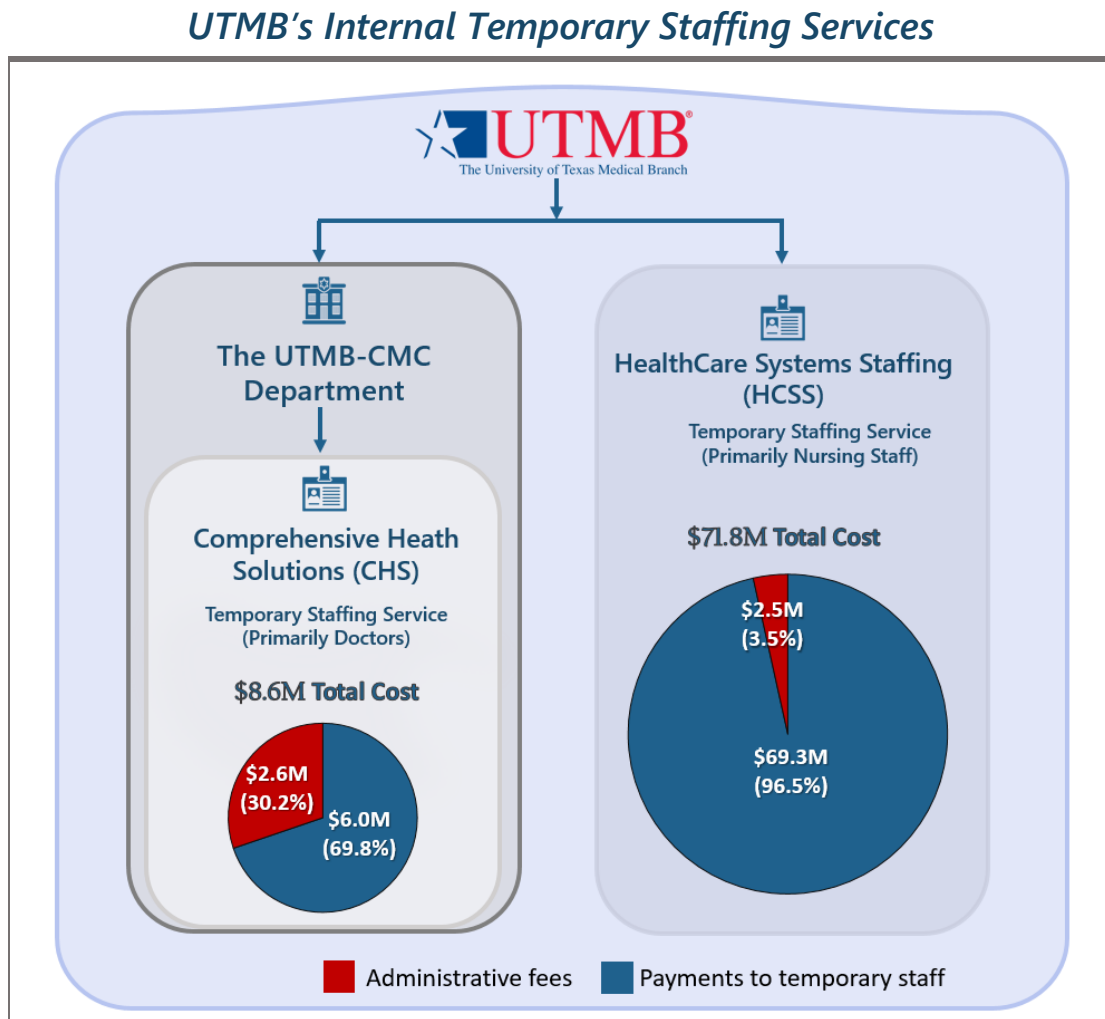 UTMB's Internal Temporary Staffing Services
UTMB®
The University of Texas Medical Branch
The UTMB-CMC
Department
Comprehensive Heath
Solutions (CHS)
Temporary Staffing Service
(Primarily Doctors)
$8.6M Total Cost
$2.6M
(30.2%)
$6.0M
(69.8%)
HealthCare Systems Staffing
(HCSS)
Temporary Staffing Service
(Primarily Nursing Staff)
$71.8M Total Cost
$2.5M
(3.5%)
$69.3M
(96.5%)
Administrative fees
Payments to temporary staff